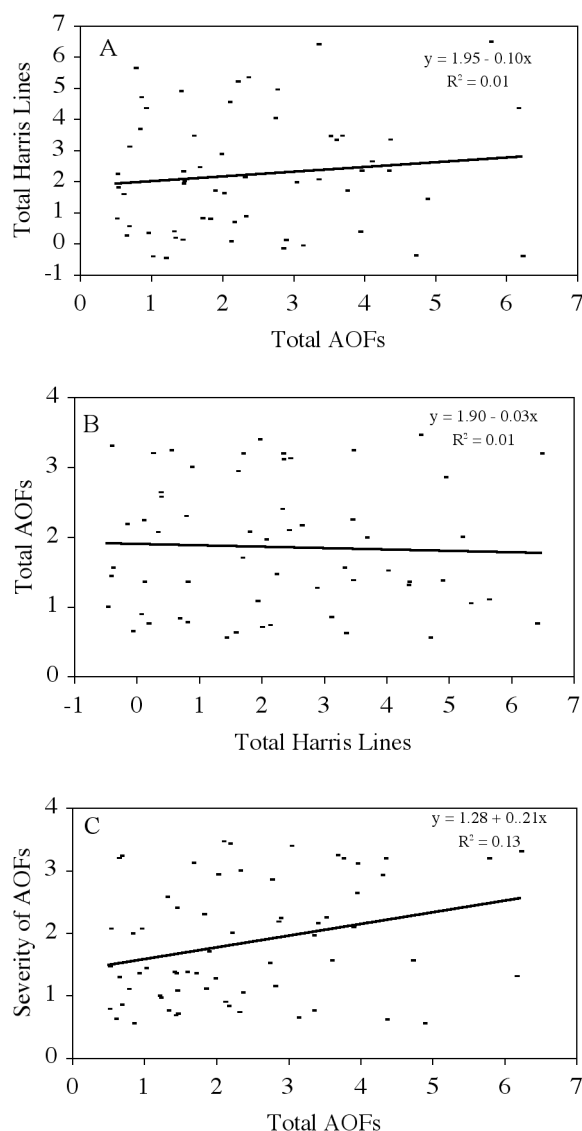 A
y = 1.95 - 0.10x
R² = 0.01
Total Harris Lines
7
6
5
4
3
2
1
0
-1
0 1 2 3 4 5 6 7
Total AOFs
B
y = 1.90 - 0.03x
R² = 0.01
Total AOFs
4
3
2
1
0
-1 0 1 2 3 4 5 6 7
Total Harris Lines
C
y = 1.28 + 0..21x
R² = 0.13
Severity of AOFs
4
3
2
1
0
0 1 2 3 4 5 6 7
Total AOFs